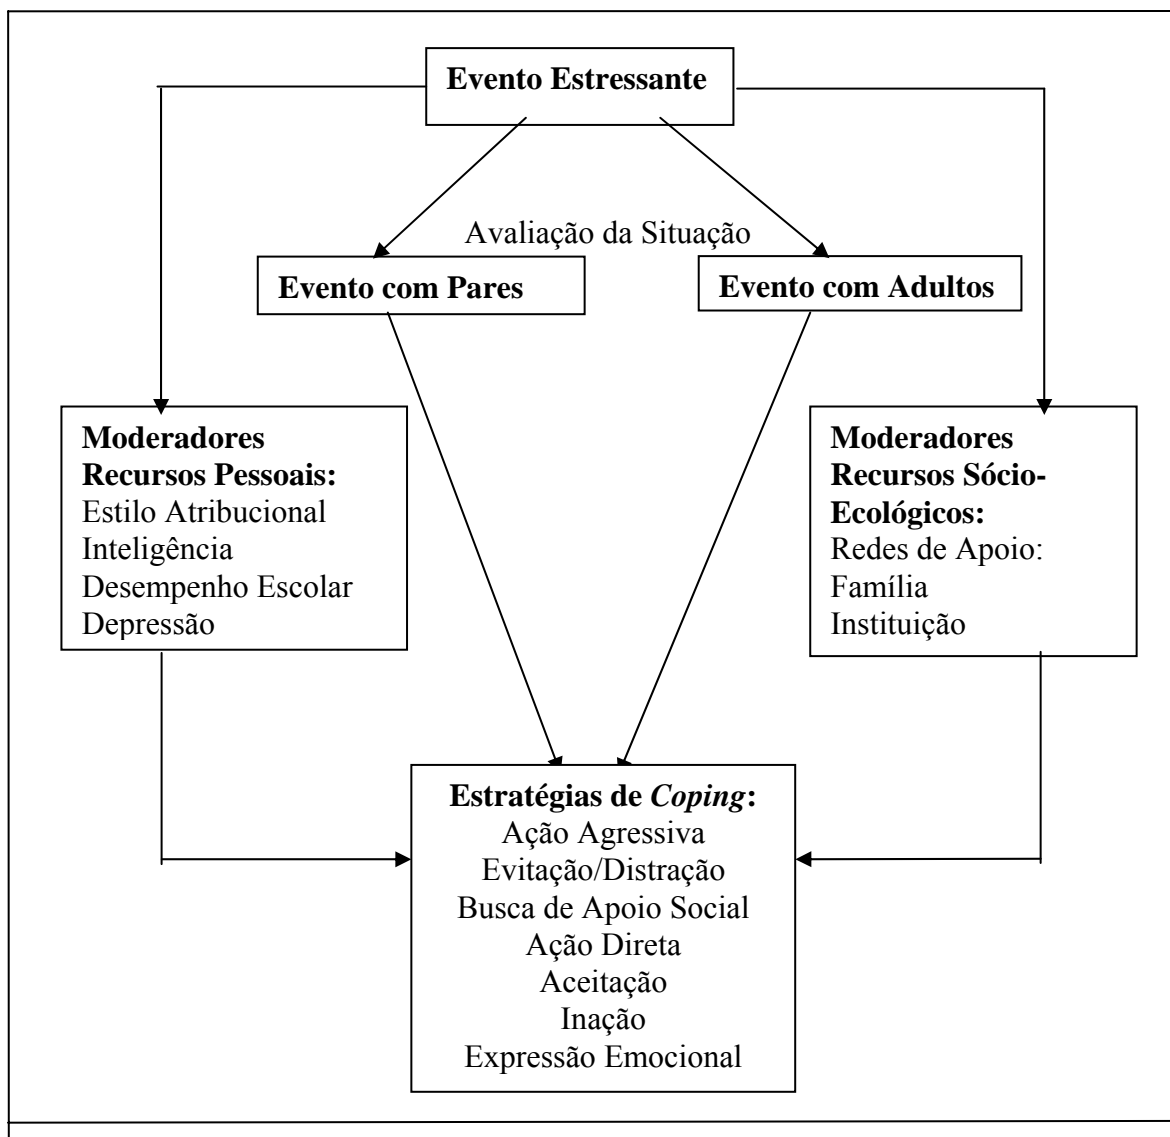 Evento Estressante
Avaliação da Situação
Evento com Pares
Evento com Adultos
Moderadores
Recursos Pessoais:
Estilo Atribucional
Inteligência
Desempenho Escolar
Depressão
Moderadores
Recursos Sócio-
Ecológicos:
Redes de Apoio:
Família
Instituição
Estratégias de Coping:
Ação Agressiva
Evitação/Distração
Busca de Apoio Social
Ação Direta
Aceitação
Inação
Expressão Emocional